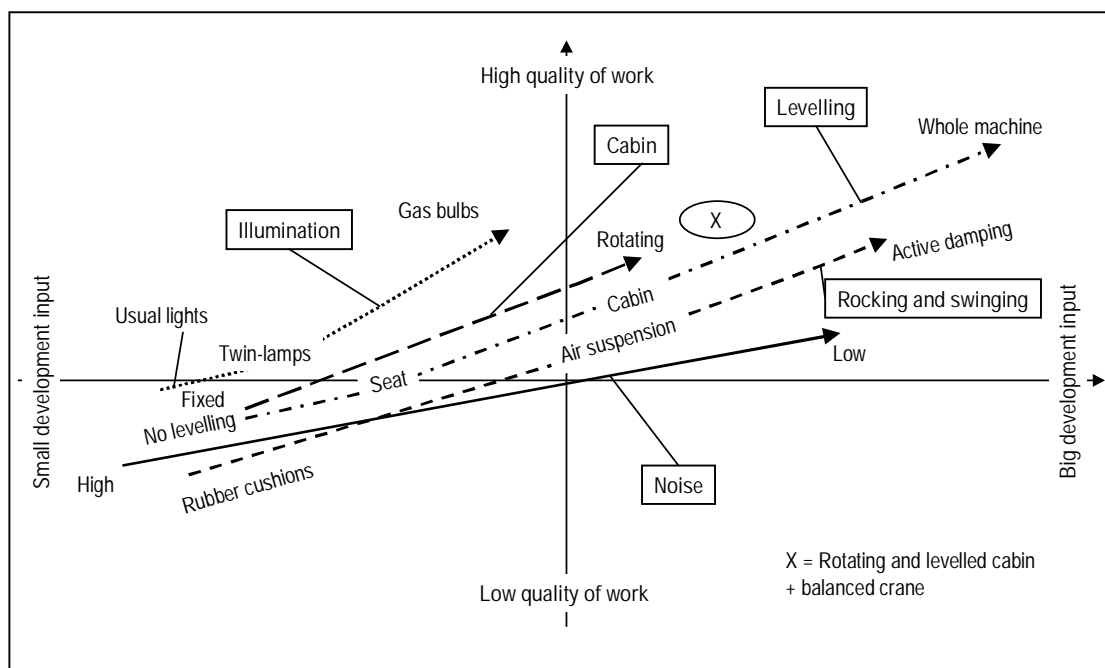 High quality of work
Levelling
Whole machine
Cabin
Gas bulbs
Illumination
X
Rotating
Active damping
Cabin
Rocking and swinging
Usual lights
Air suspension
Twin-lamps
Low
Seat
Fixed
No levelling
Small development input
Big development input
High
Rubber cushions
Noise
X = Rotating and levelled cabin
+ balanced crane
Low quality of work